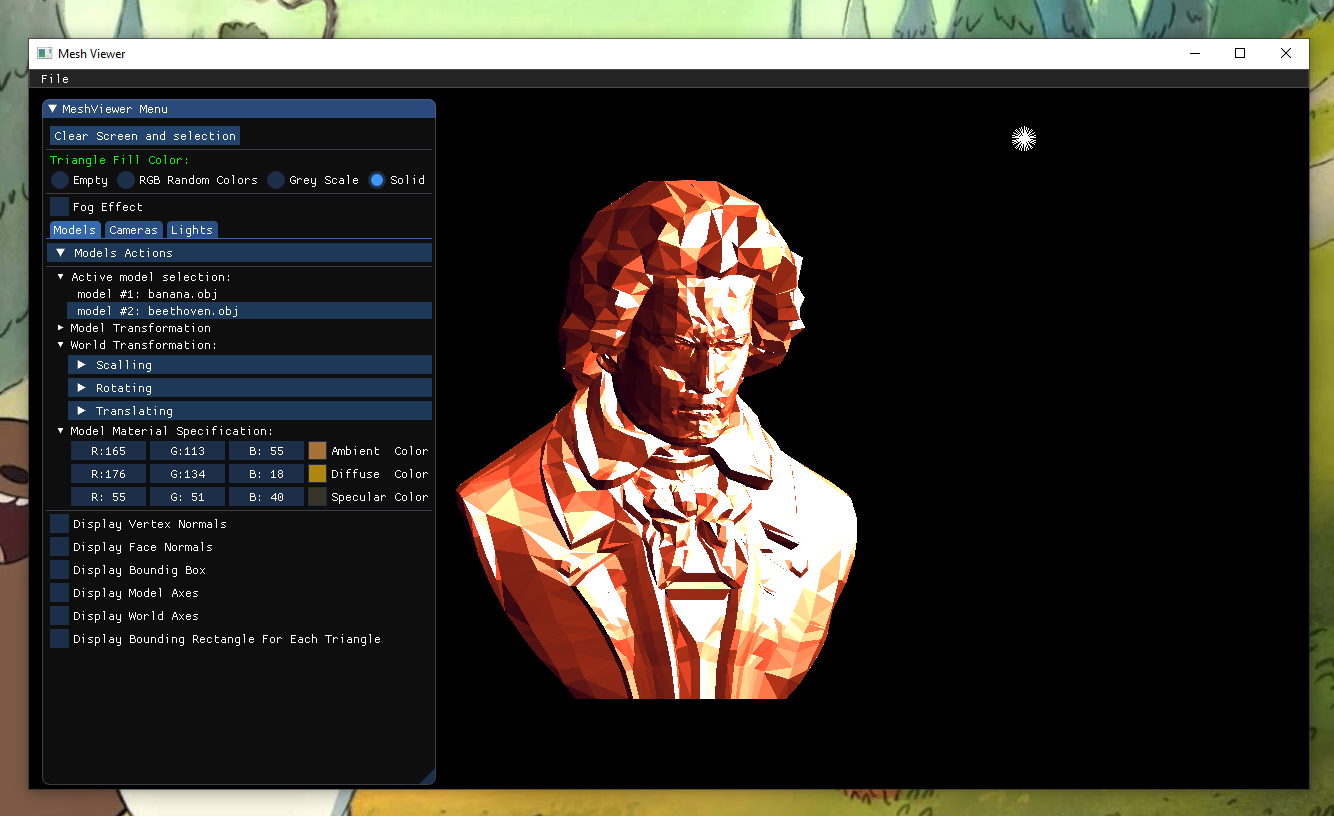 Mesh Viewer
File
MeshViewer Menu
Clear Screen and selection
Triangle Fill Color:
Empty RGB Random Colors Grey Scale Solid
Fog Effect
Models Cameras Lights
Models Actions
Active model selection:
model #1: banana.obj
model #2: beethoven.obj
Model Transformation
World Transformation:
Scalling
Rotating
Translating
Model Material Specification:
R:165 G:113 B: 55 Ambient Color
R:176 G:134 B: 18 Diffuse Color
R: 55 G: 51 B: 40 Specular Color
Display Vertex Normals
Display Face Normals
Display Boundig Box
Display Model Axes
Display World Axes
Display Bounding Rectangle For Each Triangle